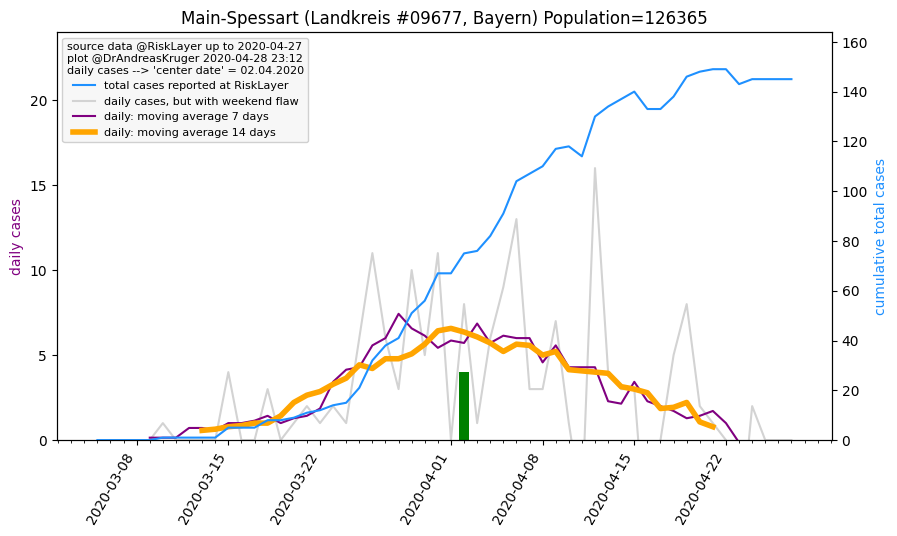 Main-Spessart (Landkreis #09677, Bayern) Population=126365
source data @RiskLayer up to 2020-04-27
plot @DrAndreasKruger 2020-04-28 23:12
daily cases --> 'center date' = 02.04.2020
total cases reported at RiskLayer
daily cases, but with weekend flaw
daily: moving average 7 days
daily: moving average 14 days
daily cases
20
15
10
5
0
160
140
120
100
80
60
40
20
0
cumulative total cases
2020-03-08
2020-03-15
2020-03-22
2020-04-01
2020-04-08
2020-04-15
2020-04-22